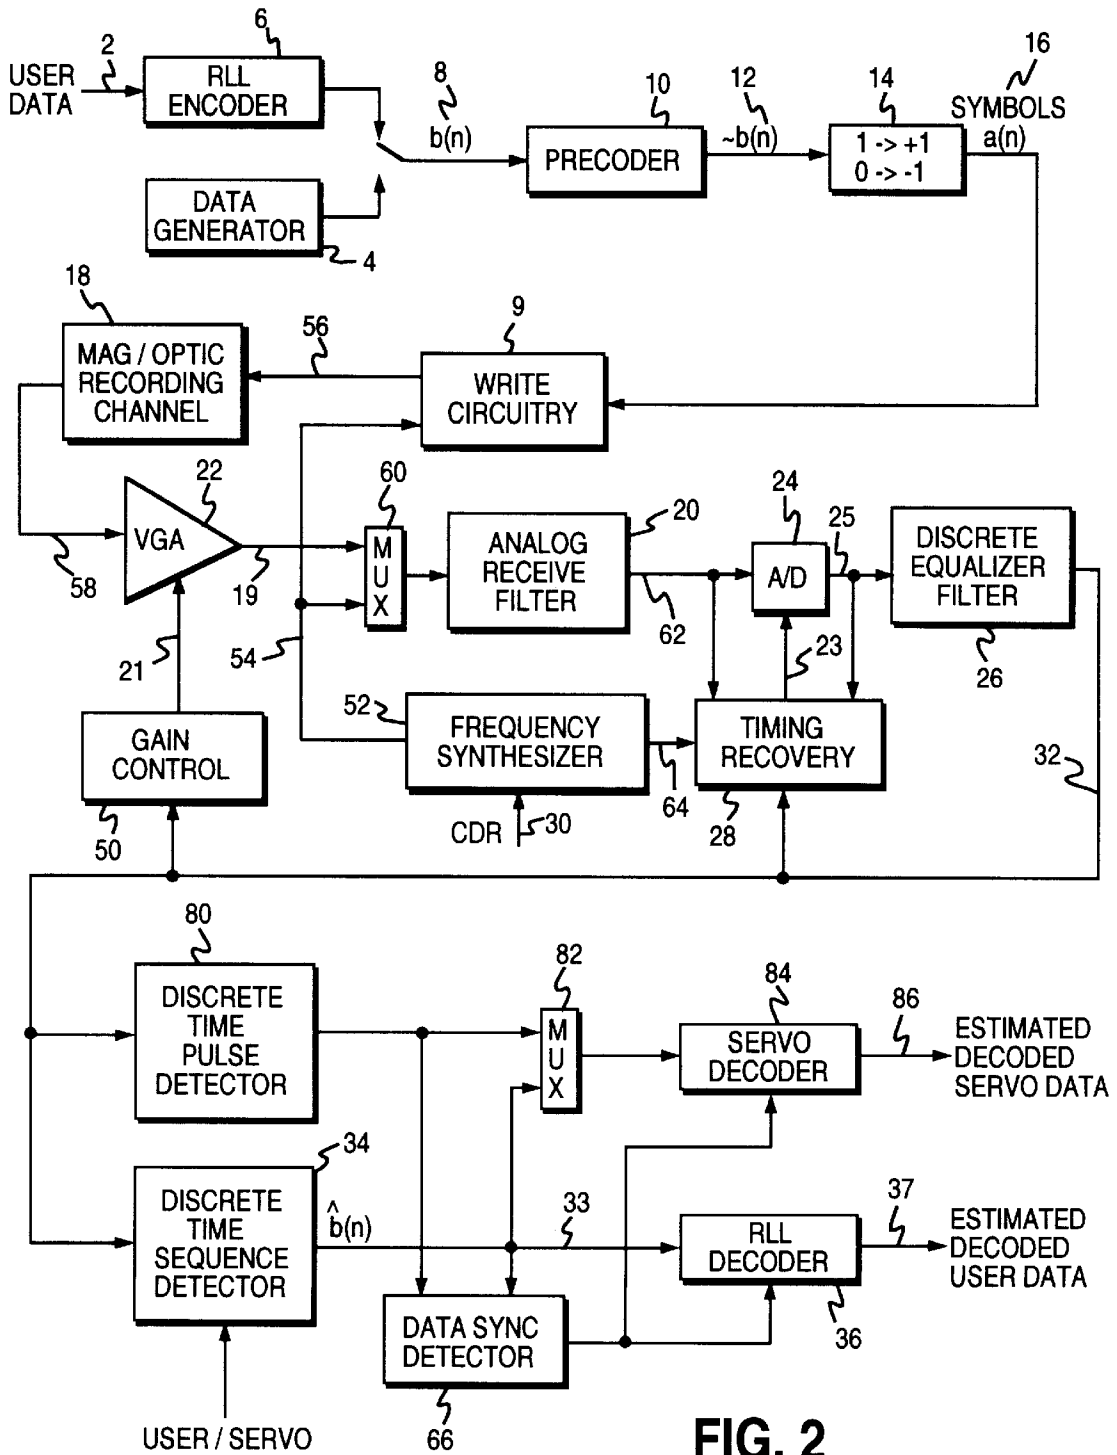 6
2
USER
DATA
RLL
ENCODER
8
b(n)
10
PRECODER
12
~b(n)
14
1 -> +1
0 -> -1
16
SYMBOLS
a(n)
DATA
GENERATOR
4
18
MAG / OPTIC
RECORDING
CHANNEL
56
9
WRITE
CIRCUITRY
22
VGA
58
19
60
M
U
X
20
ANALOG
RECEIVE
FILTER
62
24
A/D
25
DISCRETE
EQUALIZER
FILTER
26
21
54
23
52
FREQUENCY
SYNTHESIZER
64
TIMING
RECOVERY
28
32
GAIN
CONTROL
50
CDR
30
80
DISCRETE
TIME
PULSE
DETECTOR
82
M
U
X
84
SERVO
DECODER
86
ESTIMATED
DECODED
SERVO DATA
34
DISCRETE
TIME
SEQUENCE
DETECTOR
b̂(n)
33
RLL
DECODER
36
37
ESTIMATED
DECODED
USER DATA
DATA SYNC
DETECTOR
66
USER / SERVO
FIG. 2